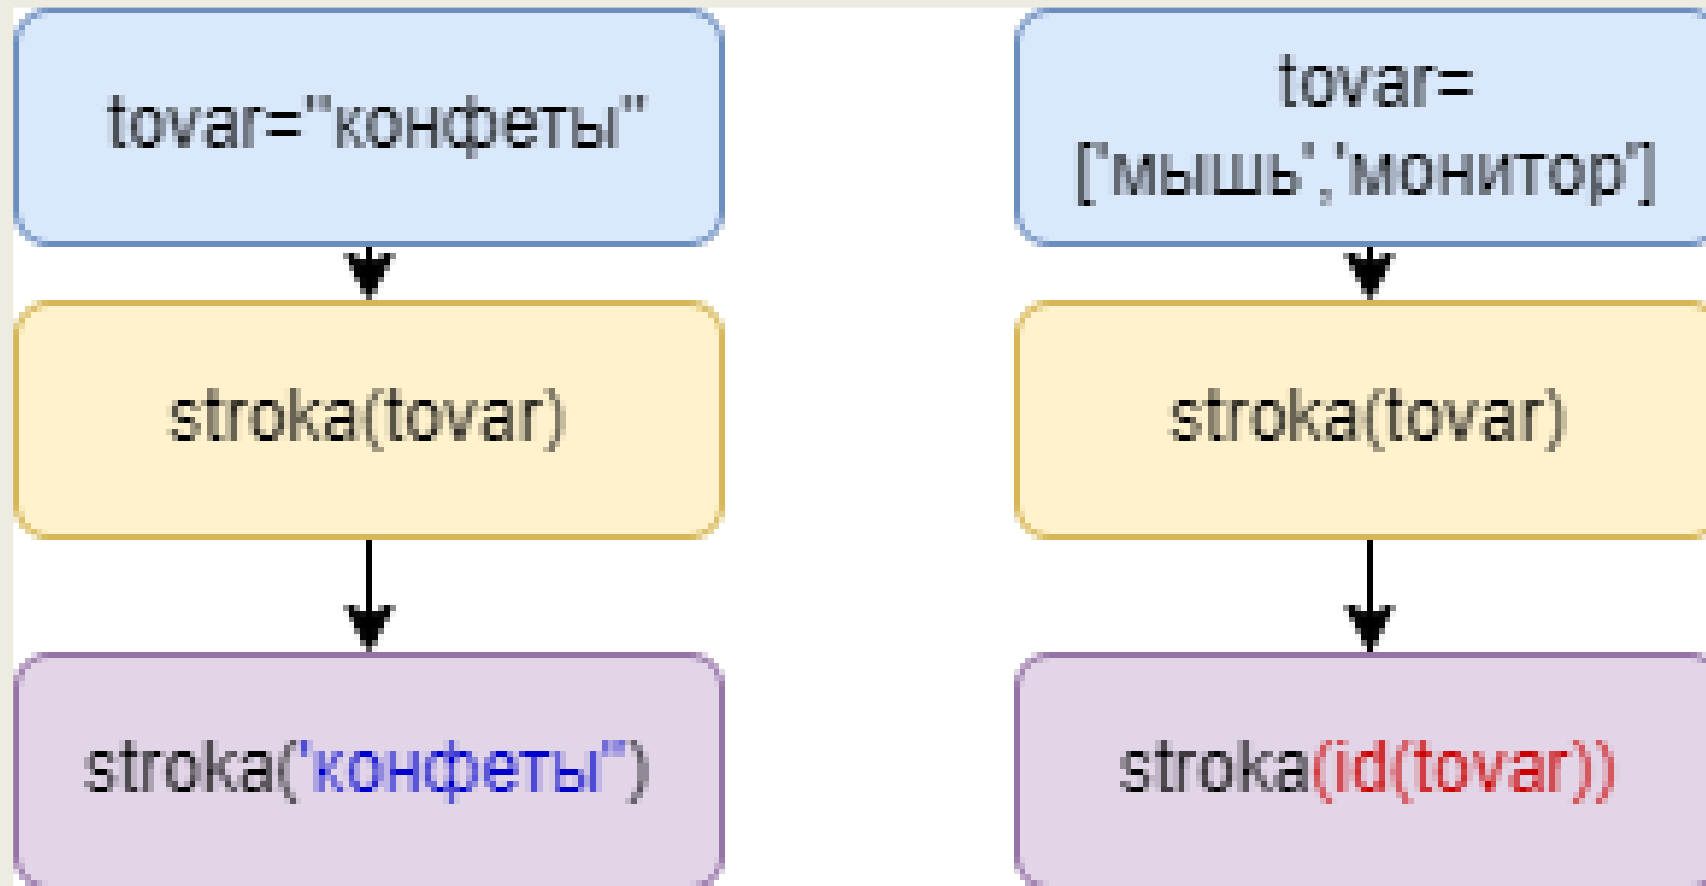 tovar="конфеты"
stroka(tovar)
stroka('конфеты'')
tovar=
['мышь','монитор']
stroka(tovar)
stroka(id(tovar))